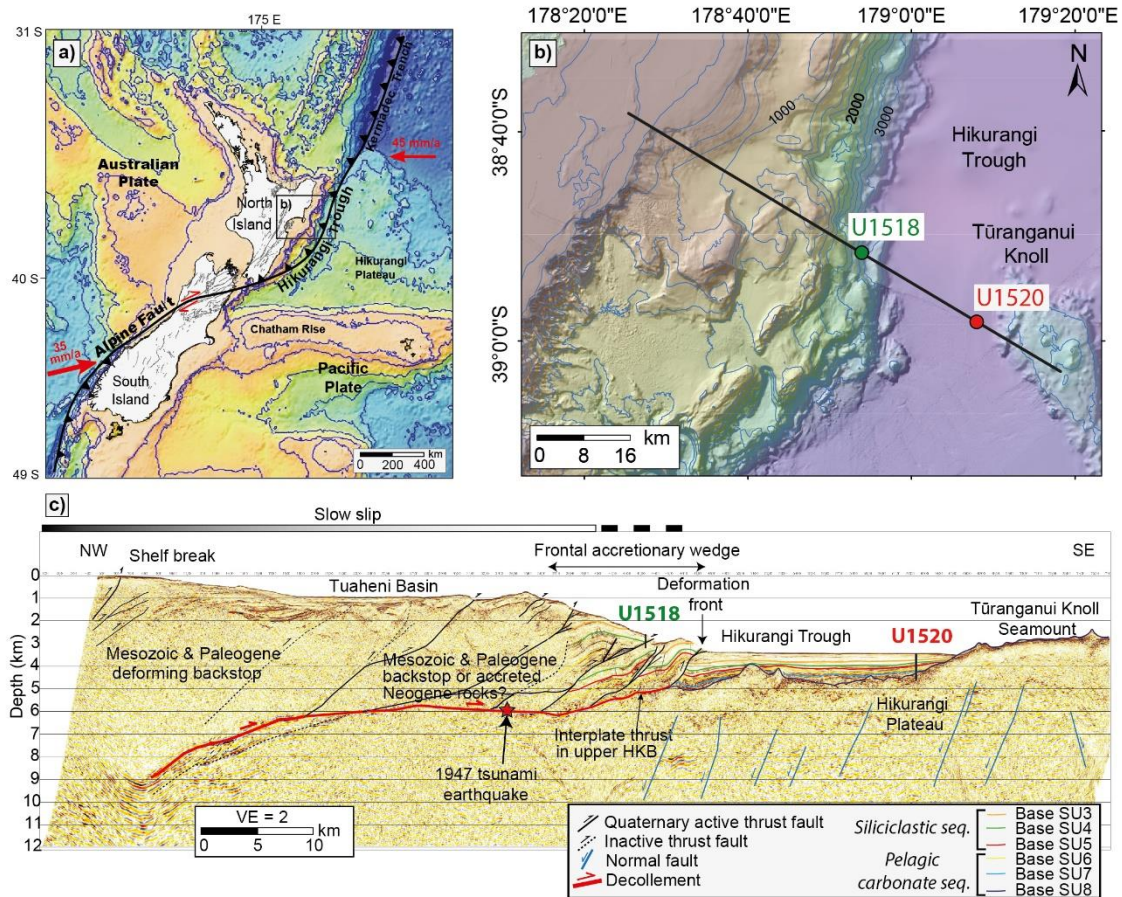 a)
175 E
31 S
40 S
49 S
Australian
Plate
North
Island
b)
Kermadec Trench
45 mm/a
Hikurangi Trough
Hikurangi
Plateau
Alpine Fault
35
mm/a
Chatham Rise
Pacific
Plate
South
Island
km
0 200 400
b)
178°20'0"E 178°40'0"E 179°0'0"E 179°20'0"E
38°40'0"S
39°0'0"S
N
1000
2000
3000
Hikurangi
Trough
U1518
Tūranganui
Knoll
U1520
km
0 8 16
c)
Slow slip
NW
SE
Shelf break
Frontal accretionary wedge
Deformation
front
Tuaheni Basin
U1518
Hikurangi Trough
U1520
Tūranganui Knoll
Seamount
Mesozoic & Paleogene
deforming backstop
Mesozoic & Paleogene
backstop or accreted
Neogene rocks?
Hikurangi
Plateau
Interplate thrust
in upper HKB
1947 tsunami
earthquake
Depth (km)
0
1
2
3
4
5
6
7
8
9
10
11
12
VE = 2
km
0 5 10
Quaternary active thrust fault
Inactive thrust fault
Normal fault
Decollement
Siliciclastic seq.
Pelagic
carbonate seq.
Base SU3
Base SU4
Base SU5
Base SU6
Base SU7
Base SU8